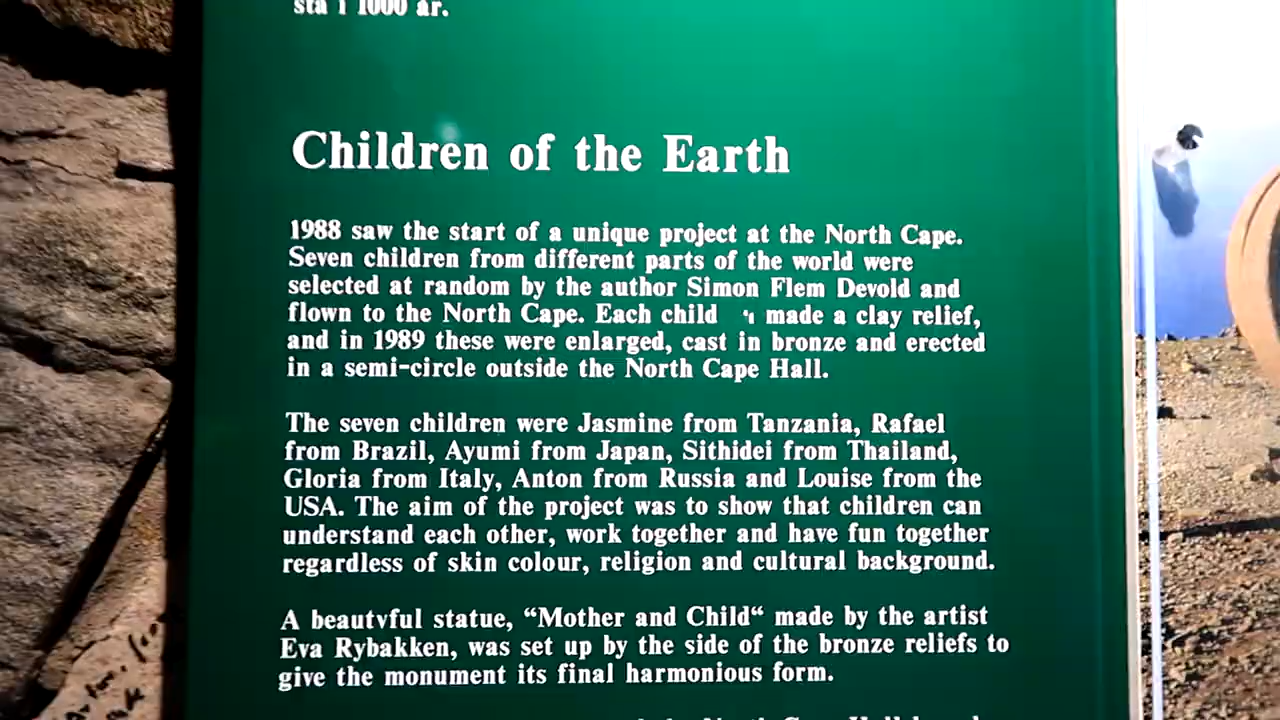 sta i 1000 år.
Children of the Earth
1988 saw the start of a unique project at the North Cape.
Seven children from different parts of the world were
selected at random by the author Simon Flem Devold and
flown to the North Cape. Each child made a clay relief,
and in 1989 these were enlarged, cast in bronze and erected
in a semi-circle outside the North Cape Hall.
The seven children were Jasmine from Tanzania, Rafael
from Brazil, Ayumi from Japan, Sithidei from Thailand,
Gloria from Italy, Anton from Russia and Louise from the
USA. The aim of the project was to show that children can
understand each other, work together and have fun together
regardless of skin colour, religion and cultural background.
A beautvful statue, “Mother and Child“ made by the artist
Eva Rybakken, was set up by the side of the bronze reliefs to
give the monument its final harmonious form.